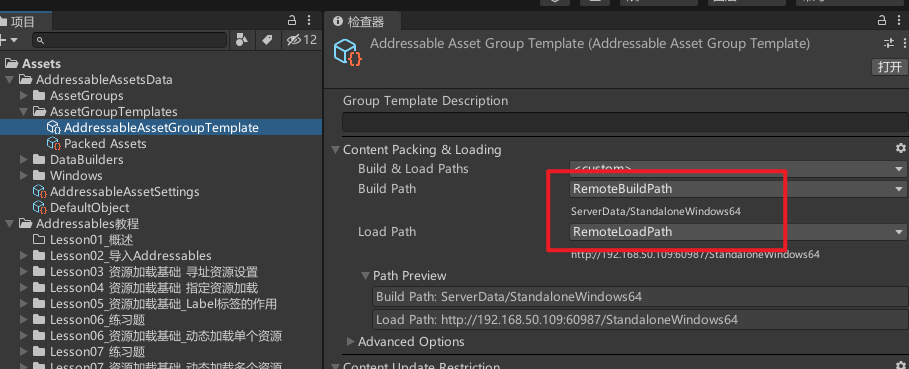 项目
12
Assets
AddressableAssetsData
AssetGroups
AssetGroupTemplates
AddressableAssetGroupTemplate
Packed Assets
DataBuilders
Windows
AddressableAssetSettings
DefaultObject
Addressables教程
Lesson01_概述
Lesson02_导入Addressables
Lesson03 资源加载基础 寻址资源设置
Lesson04 资源加载基础 指定资源加载
Lesson05_资源加载基础_Label标签的作用
Lesson06_练习题
Lesson06_资源加载基础_动态加载单个资源
Lesson07 练习题
Lesson07_资源加载基础_动态加载多个资源
检查器
Addressable Asset Group Template (Addressable Asset Group Template)
打开
Group Template Description
Content Packing & Loading
Build & Load Paths <custom>
Build Path RemoteBuildPath
ServerData/StandaloneWindows64
Load Path RemoteLoadPath
http://192.168.50.109:60987/StandaloneWindows64
Path Preview
Build Path: ServerData/StandaloneWindows64
Load Path: http://192.168.50.109:60987/StandaloneWindows64
Advanced Options
Content Update Restriction